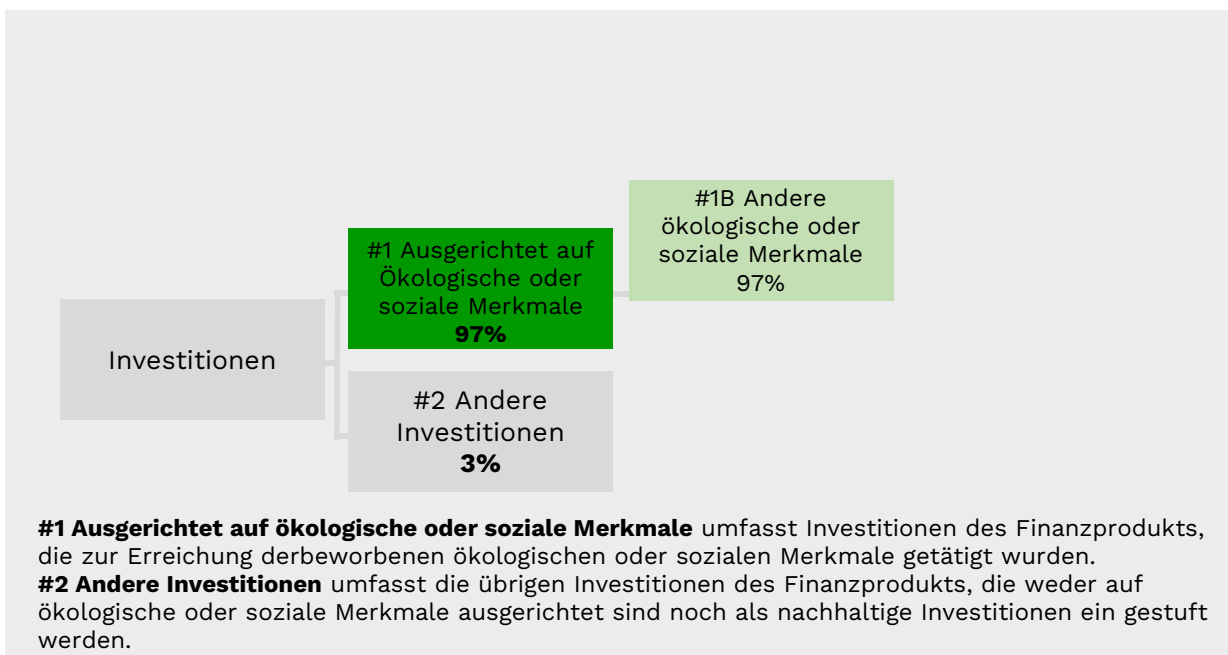 #1B Andere
ökologische oder
soziale Merkmale
97%
#1 Ausgerichtet auf
Ökologische oder
soziale Merkmale
97%
Investitionen
#2 Andere
Investitionen
3%
#1 Ausgerichtet auf ökologische oder soziale Merkmale umfasst Investitionen des Finanzprodukts,
die zur Erreichung derbeworbenen ökologischen oder sozialen Merkmale getätigt wurden.
#2 Andere Investitionen umfasst die übrigen Investitionen des Finanzprodukts, die weder auf
ökologische oder soziale Merkmale ausgerichtet sind noch als nachhaltige Investitionen ein gestuft
werden.